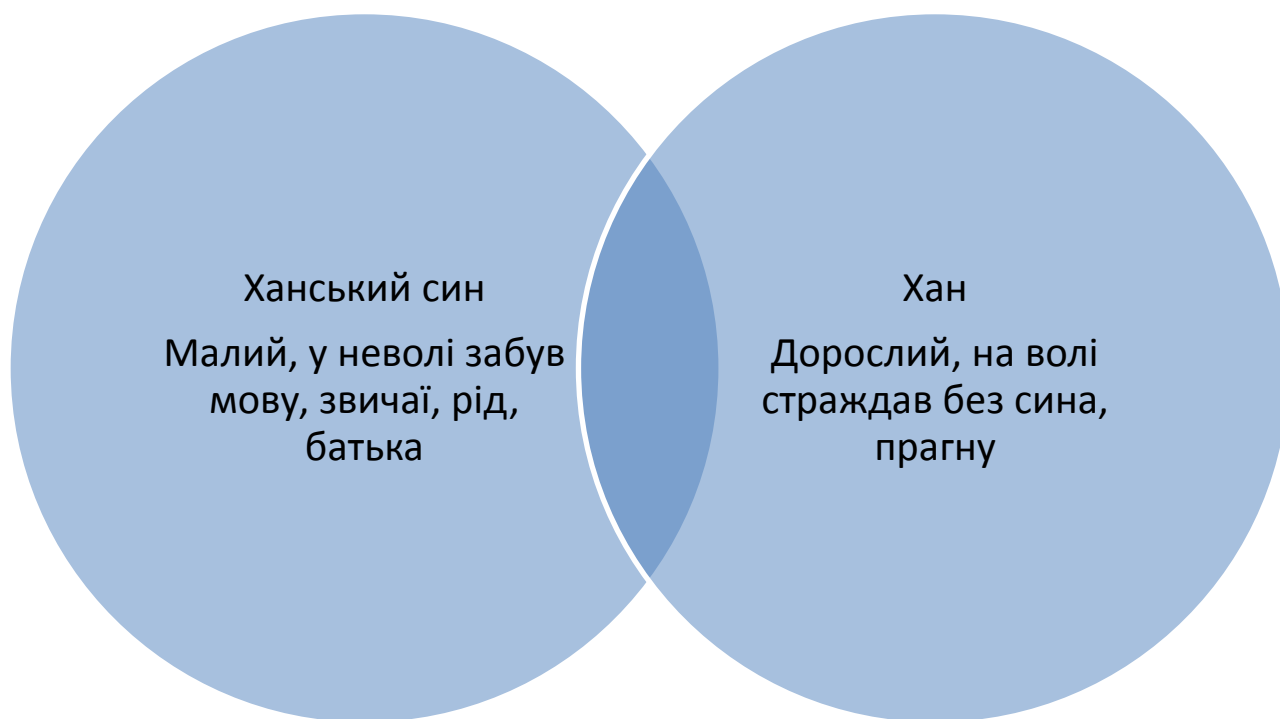 Ханський син
Малий, у неволі забув
мову, звичаї, рід,
батька
Хан
Дорослий, на волі
страждав без сина,
прагну